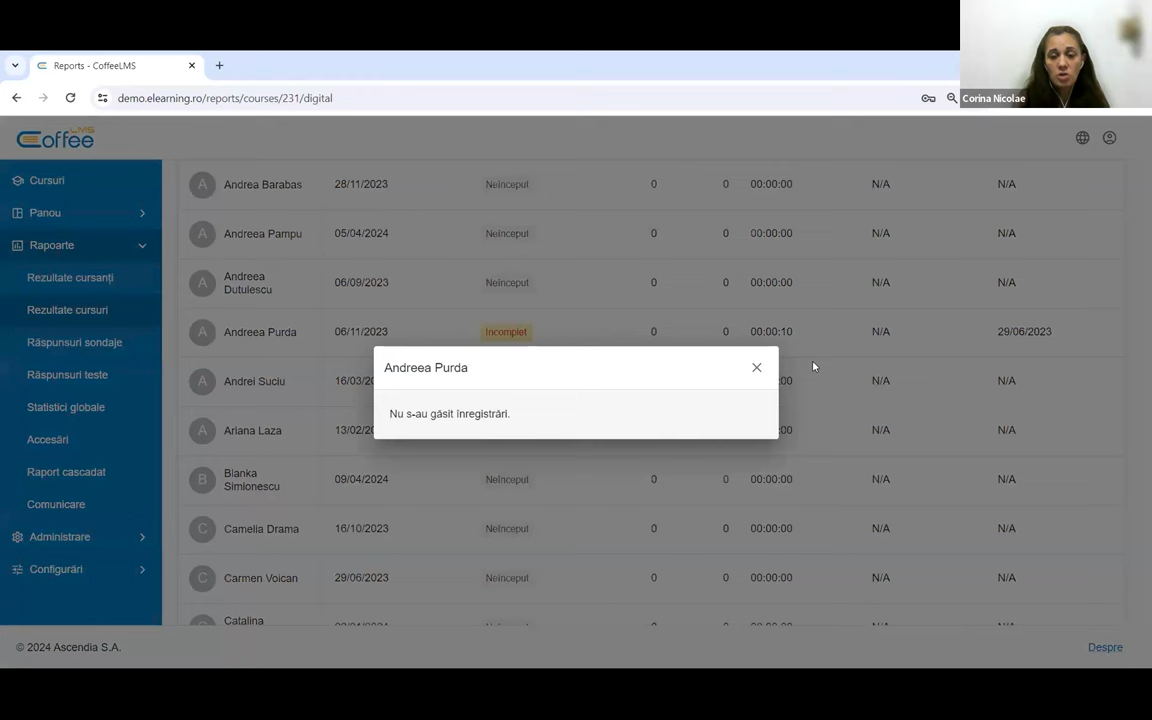 Reports - CoffeeLMS
demo.elearning.ro/reports/courses/231/digital
Corina Nicolae
Coffee LMS
Cursuri
Panou
Rapoarte
Rezultate cursanți
Rezultate cursuri
Răspunsuri sondaje
Răspunsuri teste
Statistici globale
Accesări
Raport cascadat
Comunicare
Administrare
Configurări
A Andrea Barabas 28/11/2023 Neînceput 0 0 00:00:00 N/A N/A
A Andreea Pampu 05/04/2024 Neînceput 0 0 00:00:00 N/A N/A
A Andreea Dutulescu 06/09/2023 Neînceput 0 0 00:00:00 N/A N/A
A Andreea Purda 06/11/2023 Incomplet 0 0 00:00:10 N/A 29/06/2023
Andreea Purda
Nu s-au găsit înregistrări.
A Andrei Suciu 16/03/20 :00 N/A N/A
A Ariana Laza 13/02/20 :00 N/A N/A
B Blanka Simionescu 09/04/2024 Neînceput 0 0 00:00:00 N/A N/A
C Camelia Drama 16/10/2023 Neînceput 0 0 00:00:00 N/A N/A
C Carmen Voican 29/06/2023 Neînceput 0 0 00:00:00 N/A N/A
Catalina
© 2024 Ascendia S.A.
Despre